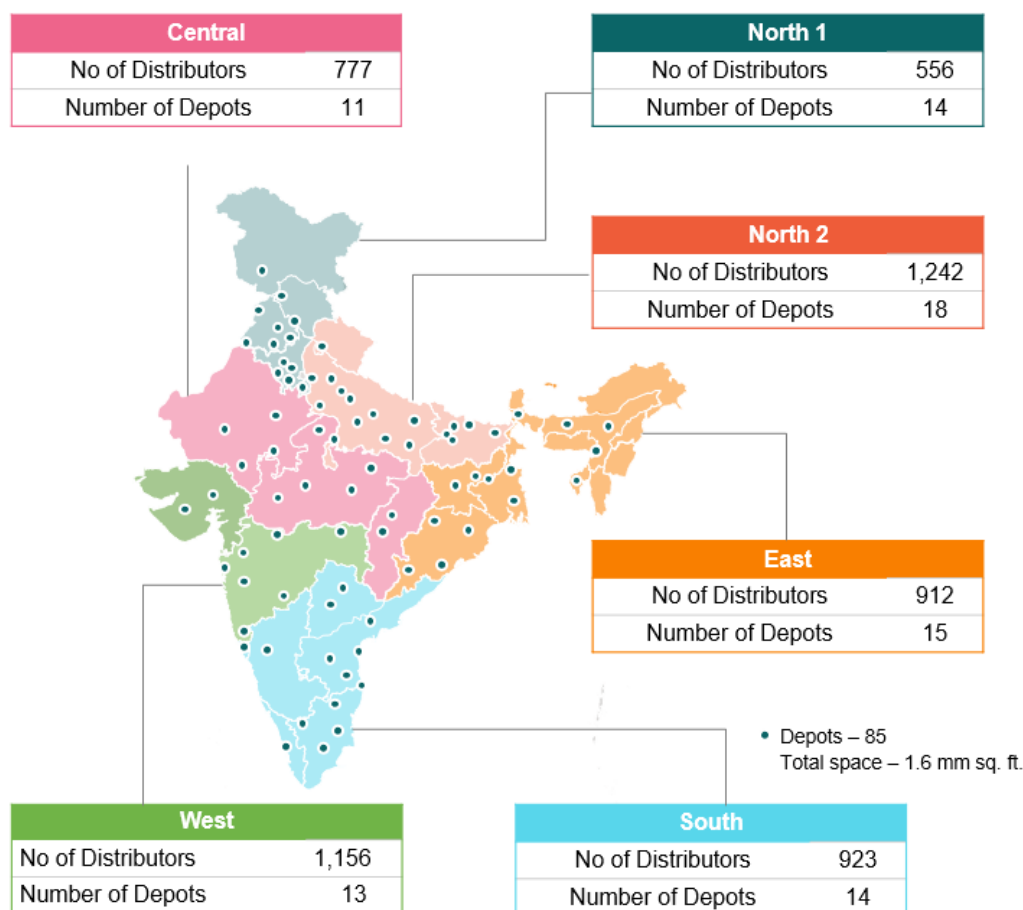 Central
No of Distributors 777
Number of Depots 11
North 1
No of Distributors 556
Number of Depots 14
North 2
No of Distributors 1,242
Number of Depots 18
East
No of Distributors 912
Number of Depots 15
Depots – 85
Total space – 1.6 mm sq. ft.
West
No of Distributors 1,156
Number of Depots 13
South
No of Distributors 923
Number of Depots 14